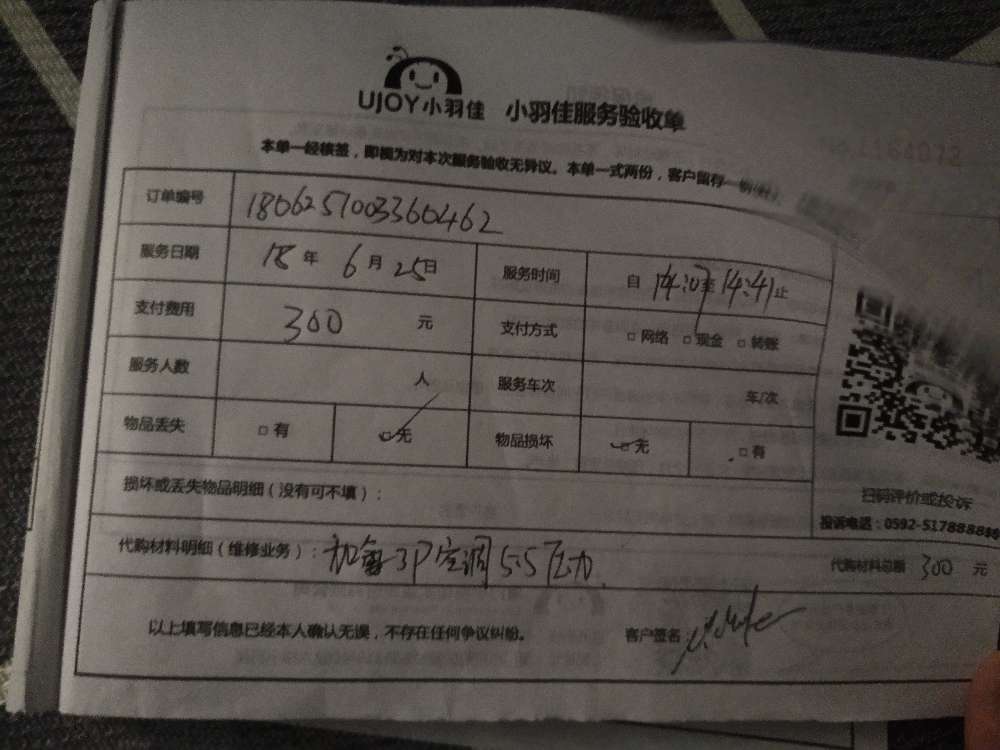 UJOY小羽佳 小羽佳服务验收单
本单一经核签，即视为对本次服务验收无异议。本单一式两份，客户留存一
订单编号 1806251003360462
服务日期 18 年 6 月 25 日 服务时间 自 14:07 至 14:41 止
支付费用 300 元 支付方式 □网络 □现金 □转账
服务人数 人 服务车次 车/次
物品丢失 □有 □无 物品损坏 □无 □有
损坏或丢失物品明细（没有可不填）：
扫码评价或投诉
投诉电话：0592-5178888
代购材料明细（维修业务）：加氟3P空调5.5压力 代购材料总额 300 元
以上填写信息已经本人确认无误，不存在任何争议纠纷。 客户签名